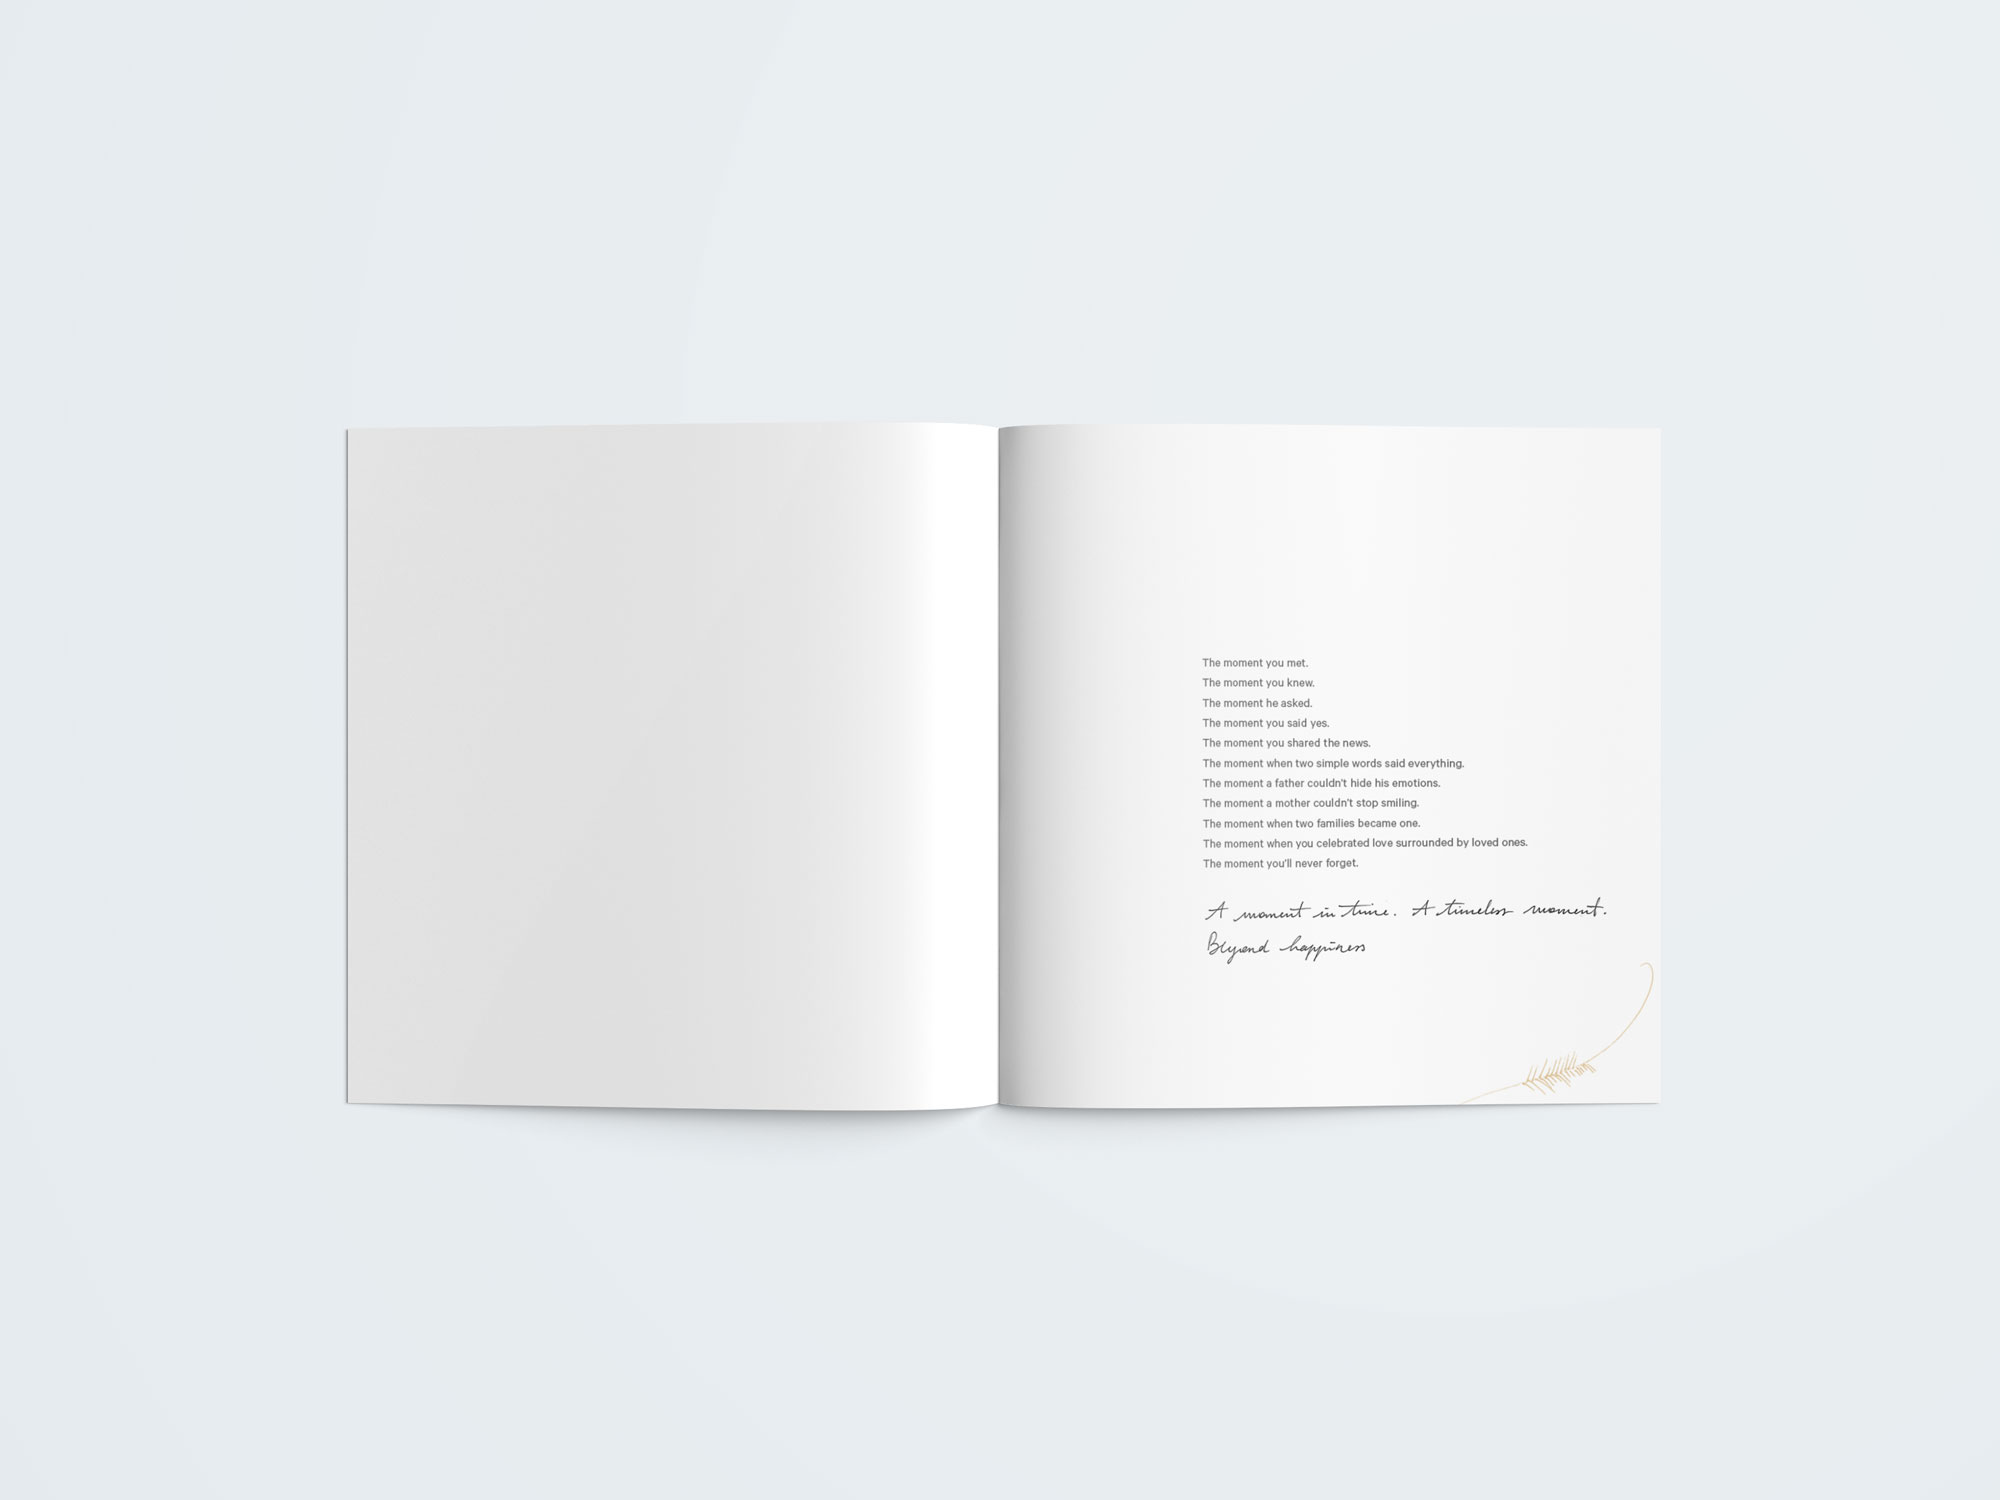 The moment you met.
The moment you knew.
The moment he asked.
The moment you said yes.
The moment you shared the news.
The moment when two simple words said everything.
The moment a father couldn't hide his emotions.
The moment a mother couldn't stop smiling.
The moment when two families became one.
The moment when you celebrated love surrounded by loved ones.
The moment you'll never forget.
A moment in time. A timeless moment.
Beyond happiness